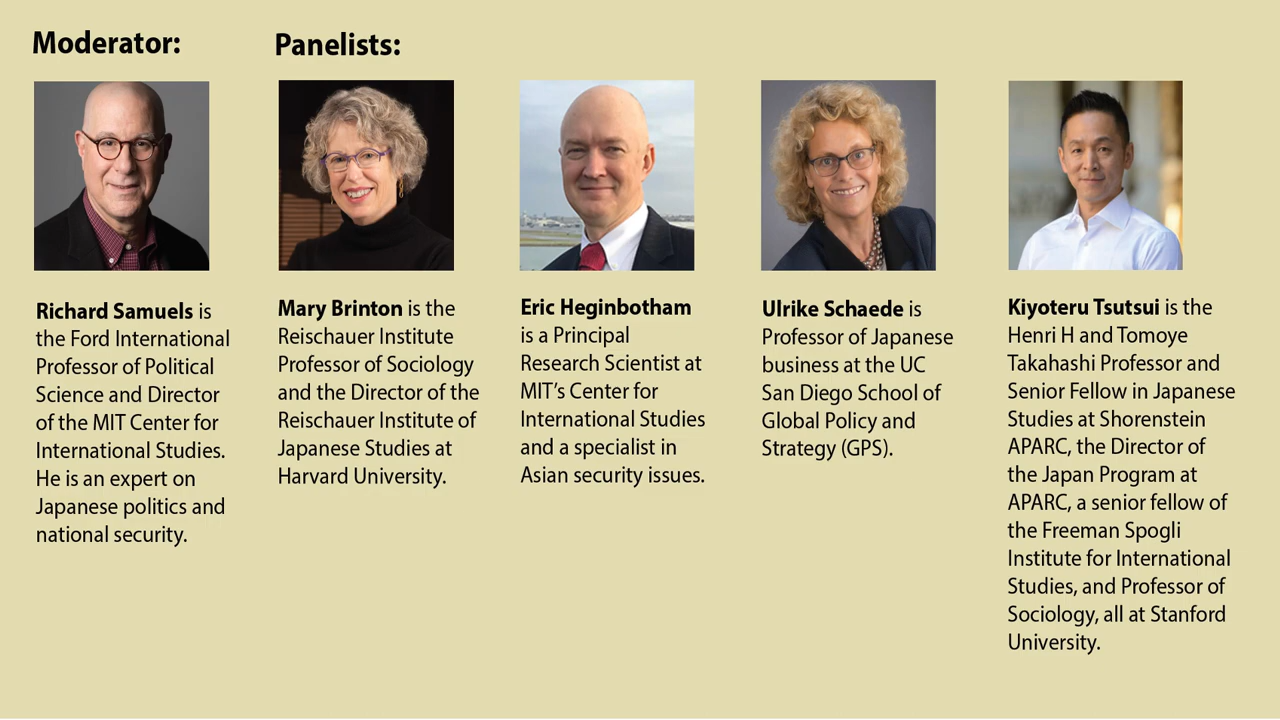 Moderator:
Panelists:
Richard Samuels is
the Ford International
Professor of Political
Science and Director
of the MIT Center for
International Studies.
He is an expert on
Japanese politics and
national security.
Mary Brinton is the
Reischauer Institute
Professor of Sociology
and the Director of the
Reischauer Institute of
Japanese Studies at
Harvard University.
Eric Heginbotham
is a Principal
Research Scientist at
MIT's Center for
International Studies
and a specialist in
Asian security issues.
Ulrike Schaede is
Professor of Japanese
business at the UC
San Diego School of
Global Policy and
Strategy (GPS).
Kiyoteru Tsutsui is the
Henri H and Tomoye
Takahashi Professor and
Senior Fellow in Japanese
Studies at Shorenstein
APARC, the Director of
the Japan Program at
APARC, a senior fellow of
the Freeman Spogli
Institute for International
Studies, and Professor of
Sociology, all at Stanford
University.